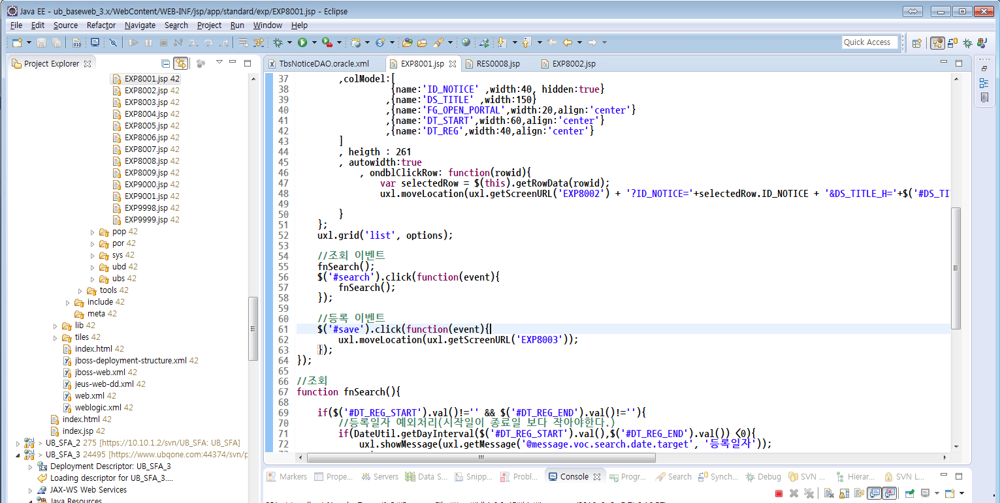 Java EE - ub_baseweb_3.x/WebContent/WEB-INF/jsp/app/standard/exp/EXP8001.jsp - Eclipse
File Edit Source Refactor Navigate Search Project Run Window Help
Quick Access
Project Explorer
EXP8001.jsp 42
EXP8002.jsp 42
EXP8003.jsp 42
EXP8004.jsp 42
EXP8005.jsp 42
EXP8006.jsp 42
EXP8007.jsp 42
EXP8008.jsp 42
EXP8009.jsp 42
EXP9000.jsp 42
EXP9001.jsp 42
EXP9998.jsp 42
EXP9999.jsp 42
pop 42
por 42
sys 42
ubd 42
ubs 42
tools 42
include 42
meta 42
lib 42
tiles 42
index.html 42
jboss-deployment-structure.xml 42
jboss-web.xml 42
jeus-web-dd.xml 42
web.xml 42
weblogic.xml 42
index.html 42
index.jsp 42
> UB_SFA_2 275 [https://10.10.1.2/svn/UB_SFA: UB_SFA]
> UB_SFA_3 24495 [https://www.ubqone.com:44374/svn/p
Deployment Descriptor: UB_SFA_3
Loading descriptor for UB_SFA_3....
JAX-WS Web Services
Java Resources
TbsNoticeDAO.oracle.xml EXP8001.jsp RES0008.jsp EXP8002.jsp
37 ,colModel:[
38 {name:'ID_NOTICE' ,width:40, hidden:true}
39 ,{name:'DS_TITLE' ,width:150}
40 ,{name:'FG_OPEN_PORTAL',width:20,align:'center'}
41 ,{name:'DT_START',width:60,align:'center'}
42 ,{name:'DT_REG',width:40,align:'center'}
43 ]
44 , heigth : 261
45 , autowidth:true
46 , ondblClickRow: function(rowid){
47 var selectedRow = $(this).getRowData(rowid);
48 uxl.moveLocation(uxl.getScreenURL('EXP8002') + '?ID_NOTICE='+selectedRow.ID_NOTICE + '&DS_TITLE_H='+$('#DS_TI
49
50 }
51 };
52 uxl.grid('list', options);
53
54 //조회 이벤트
55 fnSearch();
56 $('#search').click(function(event){
57 fnSearch();
58 });
59
60 //등록 이벤트
61 $('#save').click(function(event){
62 uxl.moveLocation(uxl.getScreenURL('EXP8003'));
63 });
64 });
65
66 //조회
67 function fnSearch(){
68
69 if($('#DT_REG_START').val()!='' && $('#DT_REG_END').val()!=''){
70 //등록일자 예외처리(시작일이 종료일 보다 작아야한다.)
71 if(DateUtil.getDayInterval($('#DT_REG_START').val(),$('#DT_REG_END').val()) <0){
72 uxl.showMessage(uxl.getMessage('@message.voc.search.date.target', '등록일자'));
Markers Prope... Servers Data S... Snipp... Probl... Console Progr... Search Synch... Debug SVN ... Hierar... SVN L...